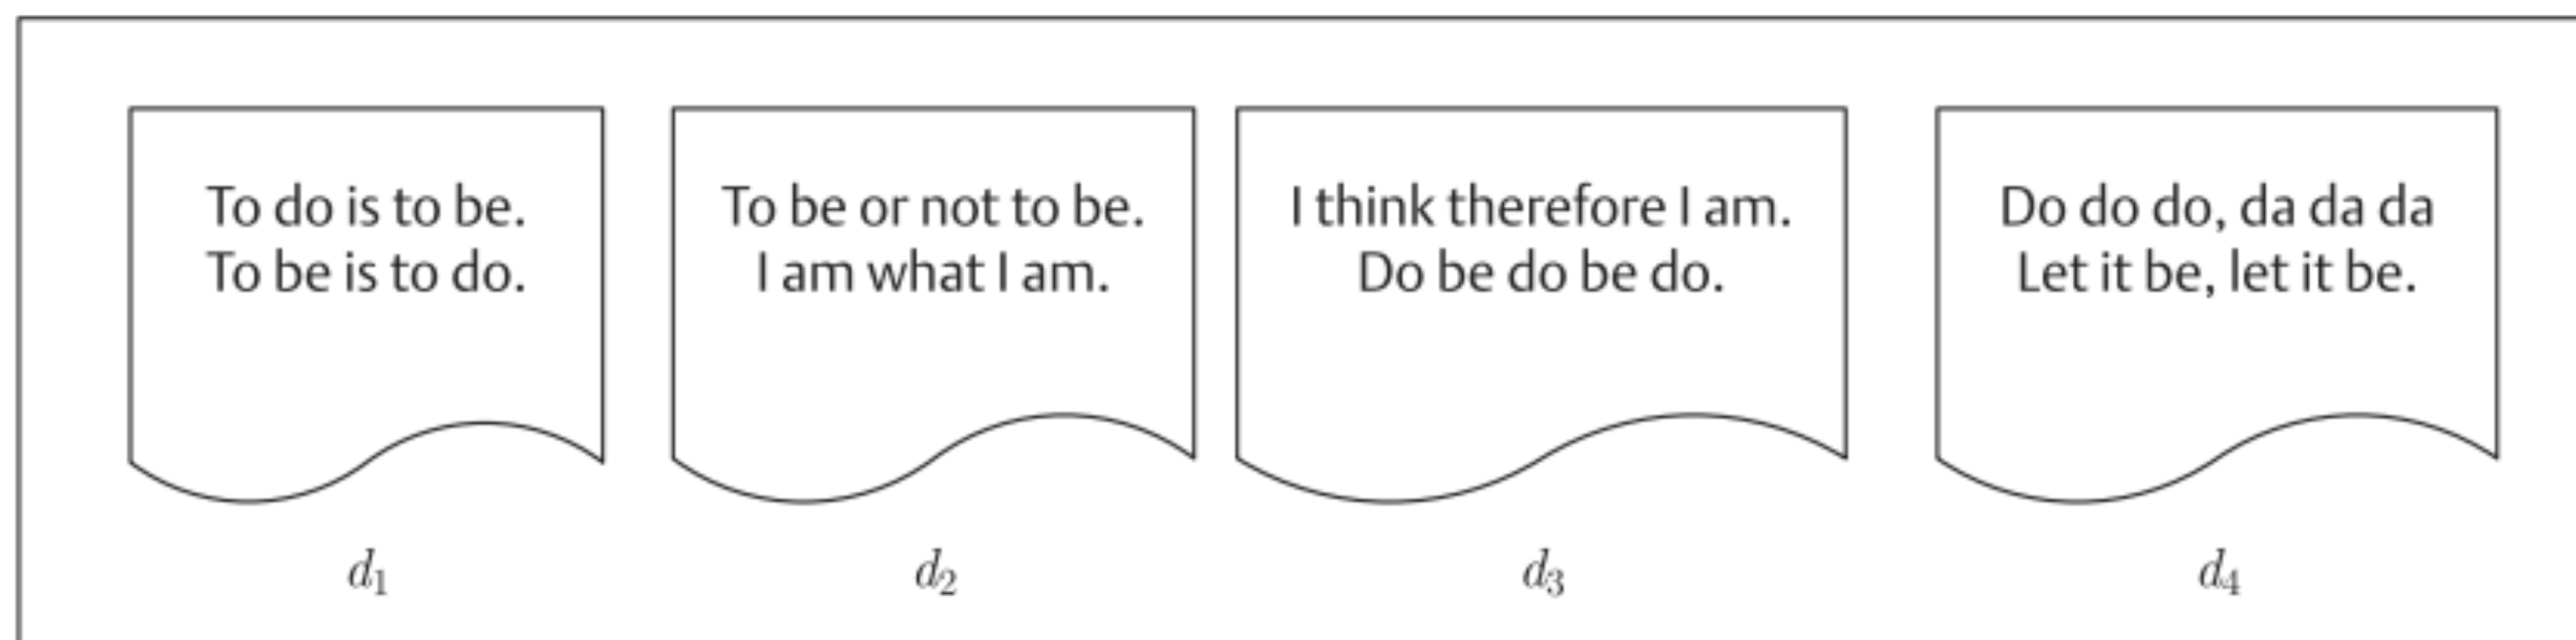 To do is to be.
To be is to do.
d1
To be or not to be.
I am what I am.
d2
I think therefore I am.
Do be do be do.
d3
Do do do, da da da
Let it be, let it be.
d4